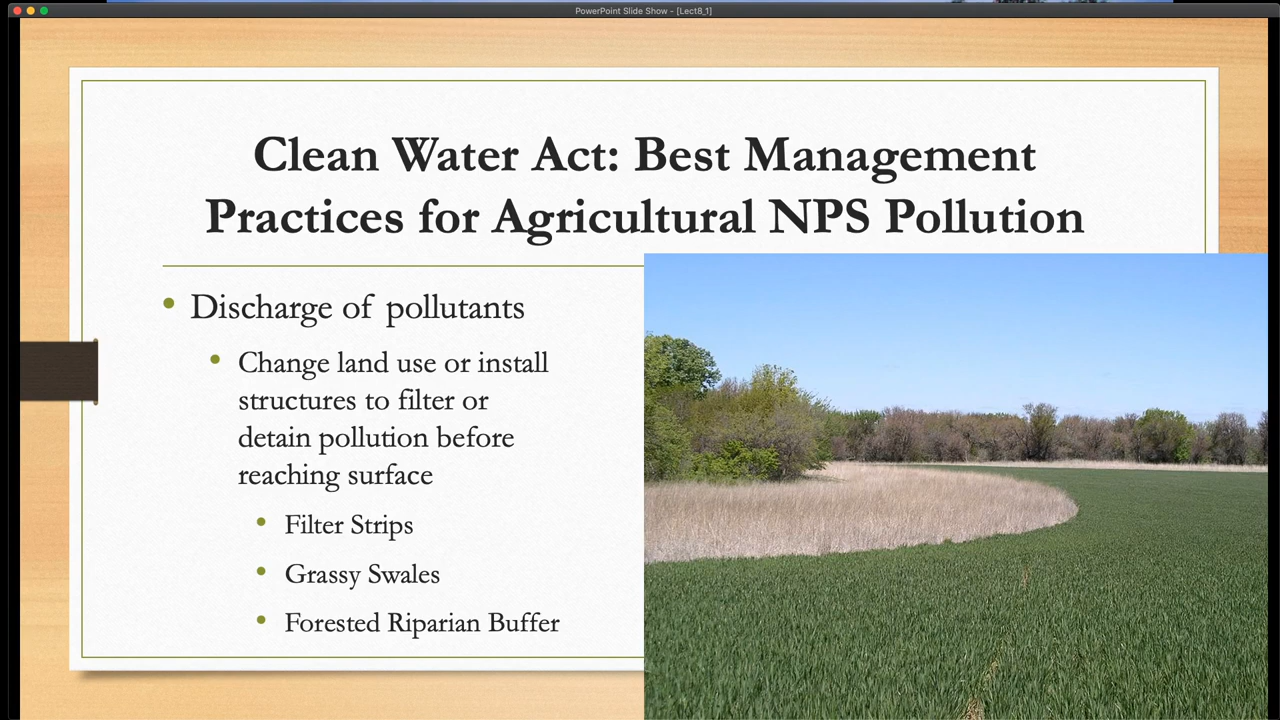 PowerPoint Slide Show - [Lect8_1]
Clean Water Act: Best Management
Practices for Agricultural NPS Pollution
Discharge of pollutants
Change land use or install
structures to filter or
detain pollution before
reaching surface
Filter Strips
Grassy Swales
Forested Riparian Buffer